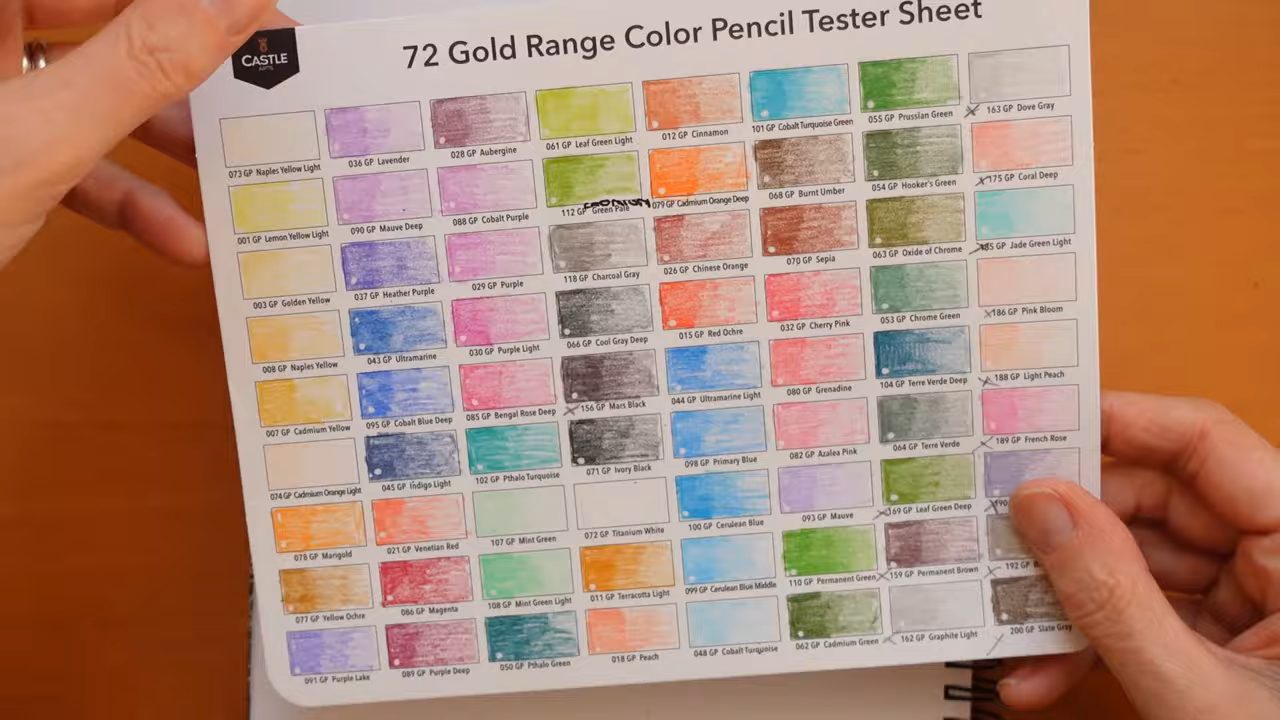 CASTLE
ARTS
72 Gold Range Color Pencil Tester Sheet
073 GP Naples Yellow Light
036 GP Lavender
028 GP Aubergine
061 GP Leaf Green Light
012 GP Cinnamon
101 GP Cobalt Turquoise Green
055 GP Prussian Green
163 GP Dove Gray
001 GP Lemon Yellow Light
090 GP Mauve Deep
088 GP Cobalt Purple
112 GP Green Pale
CADMIUM
079 GP Cadmium Orange Deep
068 GP Burnt Umber
054 GP Hooker's Green
175 GP Coral Deep
003 GP Golden Yellow
037 GP Heather Purple
029 GP Purple
118 GP Charcoal Gray
026 GP Chinese Orange
070 GP Sepia
063 GP Oxide of Chrome
185 GP Jade Green Light
008 GP Naples Yellow
043 GP Ultramarine
030 GP Purple Light
066 GP Cool Gray Deep
015 GP Red Ochre
032 GP Cherry Pink
053 GP Chrome Green
186 GP Pink Bloom
007 GP Cadmium Yellow
095 GP Cobalt Blue Deep
085 GP Bengal Rose Deep
156 GP Mars Black
044 GP Ultramarine Light
080 GP Grenadine
104 GP Terre Verde Deep
188 GP Light Peach
074 GP Cadmium Orange Light
045 GP Indigo Light
102 GP Pthalo Turquoise
071 GP Ivory Black
098 GP Primary Blue
082 GP Azalea Pink
064 GP Terre Verde
189 GP French Rose
078 GP Marigold
021 GP Venetian Red
107 GP Mint Green
072 GP Titanium White
100 GP Cerulean Blue
093 GP Mauve
169 GP Leaf Green Deep
190
077 GP Yellow Ochre
086 GP Magenta
108 GP Mint Green Light
011 GP Terracotta Light
099 GP Cerulean Blue Middle
110 GP Permanent Green
159 GP Permanent Brown
192 GP
091 GP Purple Lake
089 GP Purple Deep
050 GP Pthalo Green
018 GP Peach
048 GP Cobalt Turquoise
062 GP Cadmium Green
162 GP Graphite Light
200 GP Slate Gray